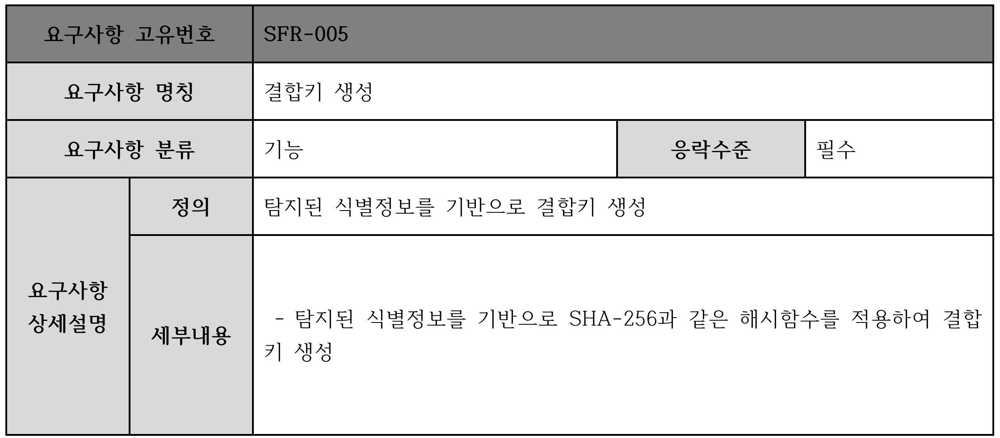 요구사항 고유번호 SFR-005
요구사항 명칭 결합키 생성
요구사항 분류 기능 응락수준 필수
요구사항
상세설명
정의 탐지된 식별정보를 기반으로 결합키 생성
세부내용
- 탐지된 식별정보를 기반으로 SHA-256과 같은 해시함수를 적용하여 결합
키 생성